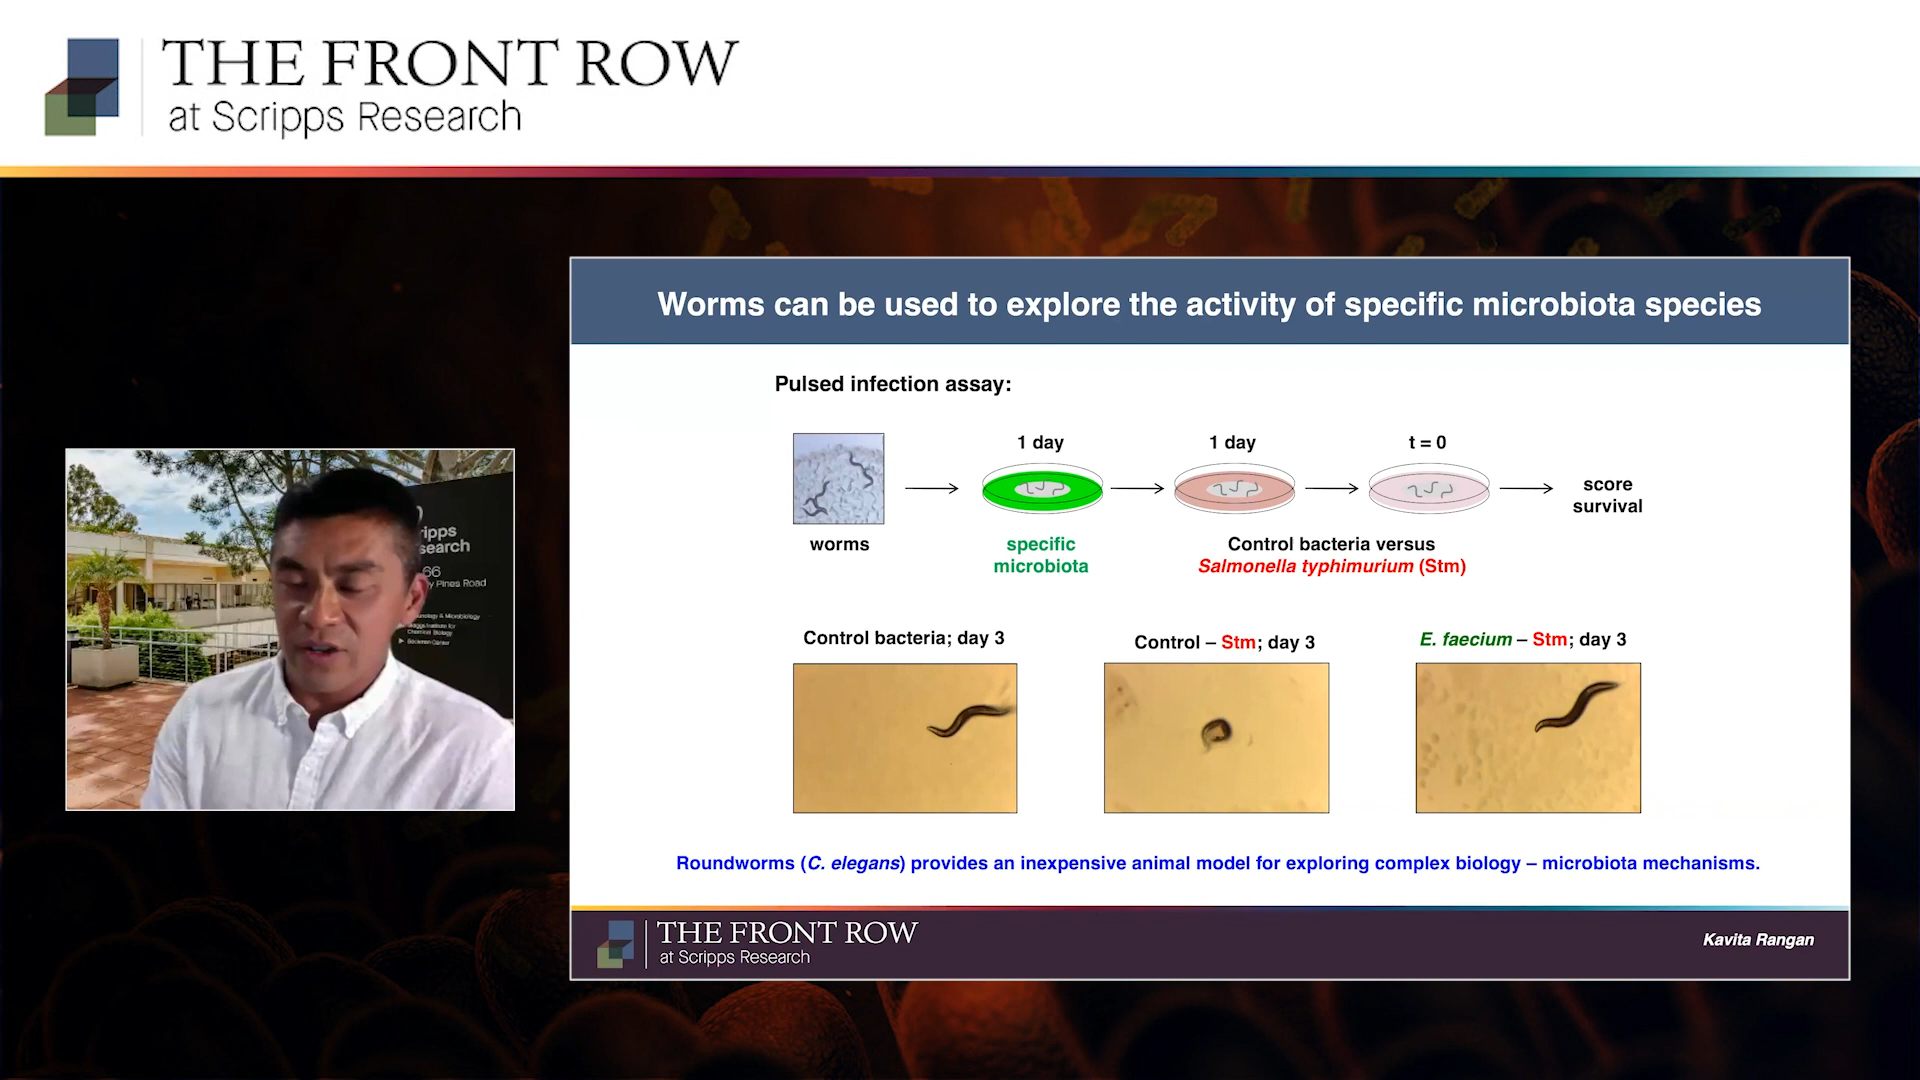 THE FRONT ROW
at Scripps Research
Worms can be used to explore the activity of specific microbiota species
Pulsed infection assay:
1 day
1 day
t = 0
score
survival
worms
specific
microbiota
Control bacteria versus
Salmonella typhimurium (Stm)
Control bacteria; day 3
Control – Stm; day 3
E. faecium – Stm; day 3
Roundworms (C. elegans) provides an inexpensive animal model for exploring complex biology – microbiota mechanisms.
THE FRONT ROW
at Scripps Research
Kavita Rangan
ripps
search
66
y Pines Road